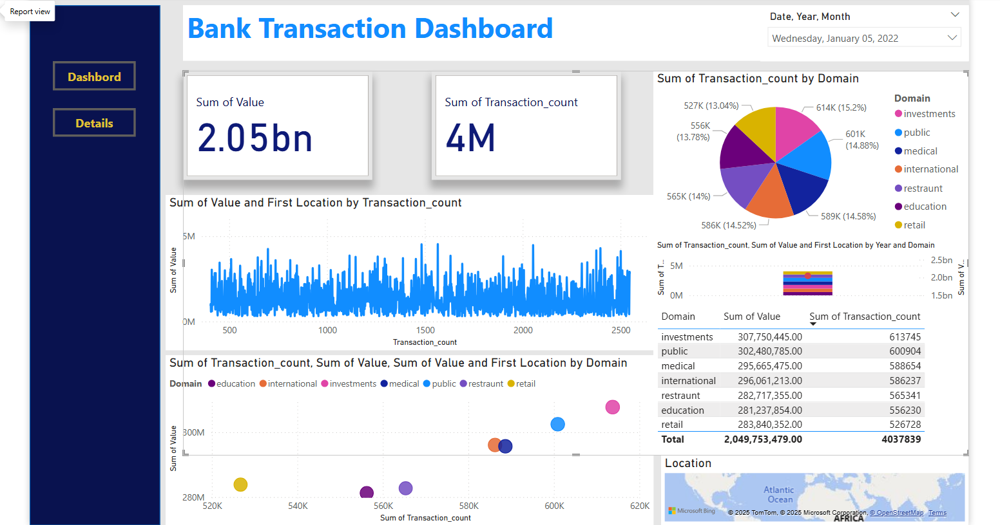 Report view
Bank Transaction Dashboard
Date, Year, Month
Wednesday, January 05, 2022
Dashbord
Details
Sum of Value
2.05bn
Sum of Transaction_count
4M
Sum of Transaction_count by Domain
527K (13.04%)
614K (15.2%)
556K
(13.78%)
601K
(14.88%)
565K (14%)
589K (14.58%)
586K (14.52%)
Domain
investments
public
medical
international
restraunt
education
retail
Sum of Value and First Location by Transaction_count
Sum of Value
5M
0M
500
1000
1500
2000
2500
Transaction_count
Sum of Transaction_count, Sum of Value and First Location by Year and Domain
Sum of T...
5M
0M
2.5bn
2.0bn
1.5bn
Sum of V...
Domain Sum of Value Sum of Transaction_count
investments 307,750,445.00 613745
public 302,480,785.00 600904
medical 295,665,475.00 588654
international 296,061,213.00 586237
restraunt 282,717,355.00 565341
education 281,237,854.00 556230
retail 283,840,352.00 526728
Total 2,049,753,479.00 4037839
Sum of Transaction_count, Sum of Value, Sum of Value and First Location by Domain
Domain education international investments medical public restraunt retail
Sum of Value
300M
280M
520K
540K
560K
580K
600K
620K
Sum of Transaction_count
Location
Atlantic
Ocean
AFRICA
Microsoft Bing
© 2025 TomTom, © 2025 Microsoft Corporation, © OpenStreetMap Terms